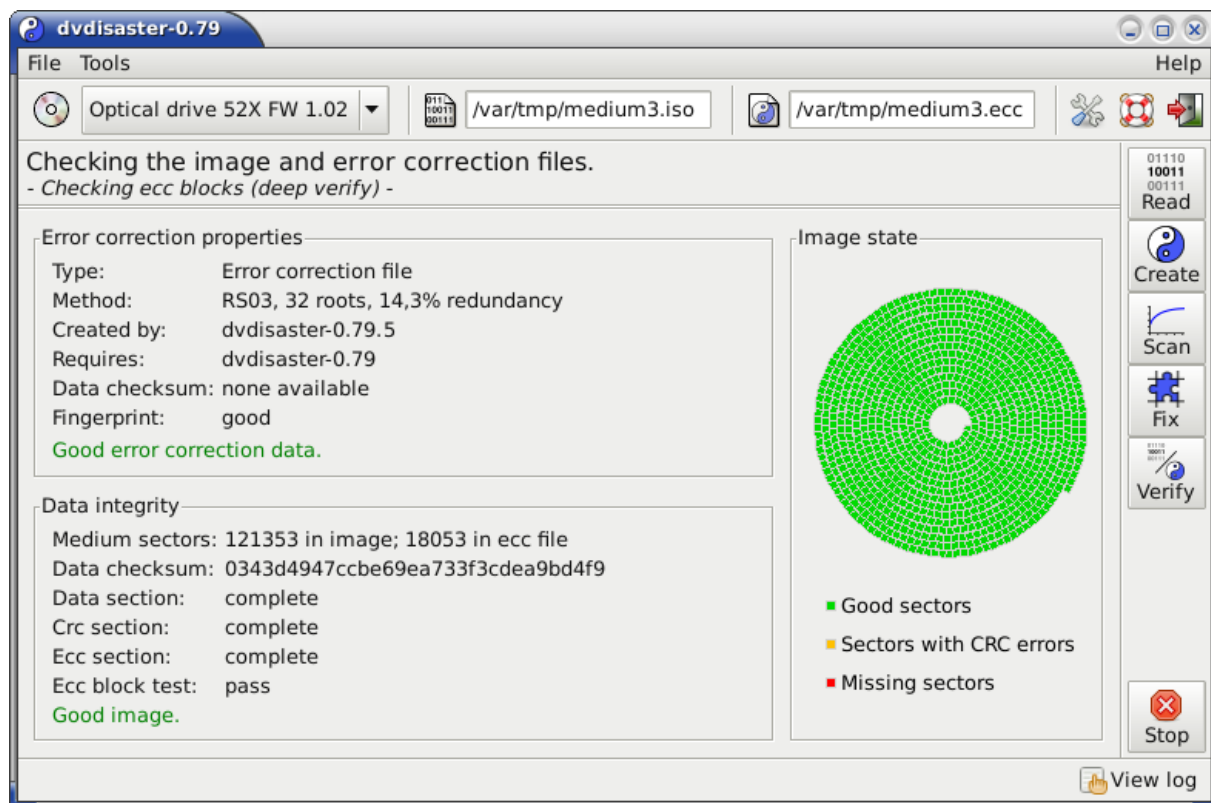 dvdisaster-0.79
File Tools Help
Optical drive 52X FW 1.02 /var/tmp/medium3.iso /var/tmp/medium3.ecc
Checking the image and error correction files.
- Checking ecc blocks (deep verify) -
Error correction properties
Type: Error correction file
Method: RS03, 32 roots, 14,3% redundancy
Created by: dvdisaster-0.79.5
Requires: dvdisaster-0.79
Data checksum: none available
Fingerprint: good
Good error correction data.
Data integrity
Medium sectors: 121353 in image; 18053 in ecc file
Data checksum: 0343d4947ccbe69ea733f3cdea9bd4f9
Data section: complete
Crc section: complete
Ecc section: complete
Ecc block test: pass
Good image.
Image state
Good sectors
Sectors with CRC errors
Missing sectors
01110
10011
00111
Read
Create
Scan
Fix
Verify
Stop
View log